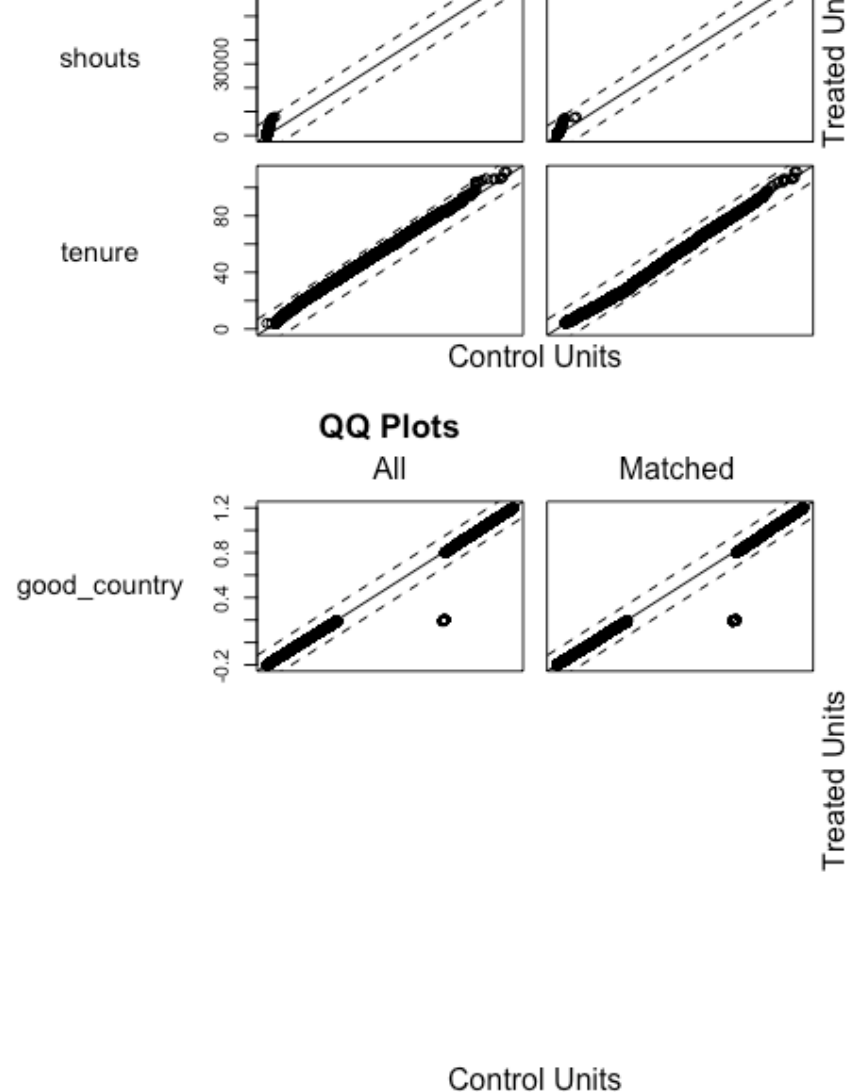 shouts
0 30000
Treated Un
tenure
0 40 80
Control Units
QQ Plots
All Matched
good_country
-0.2 0.4 0.8 1.2
Treated Units
Control Units